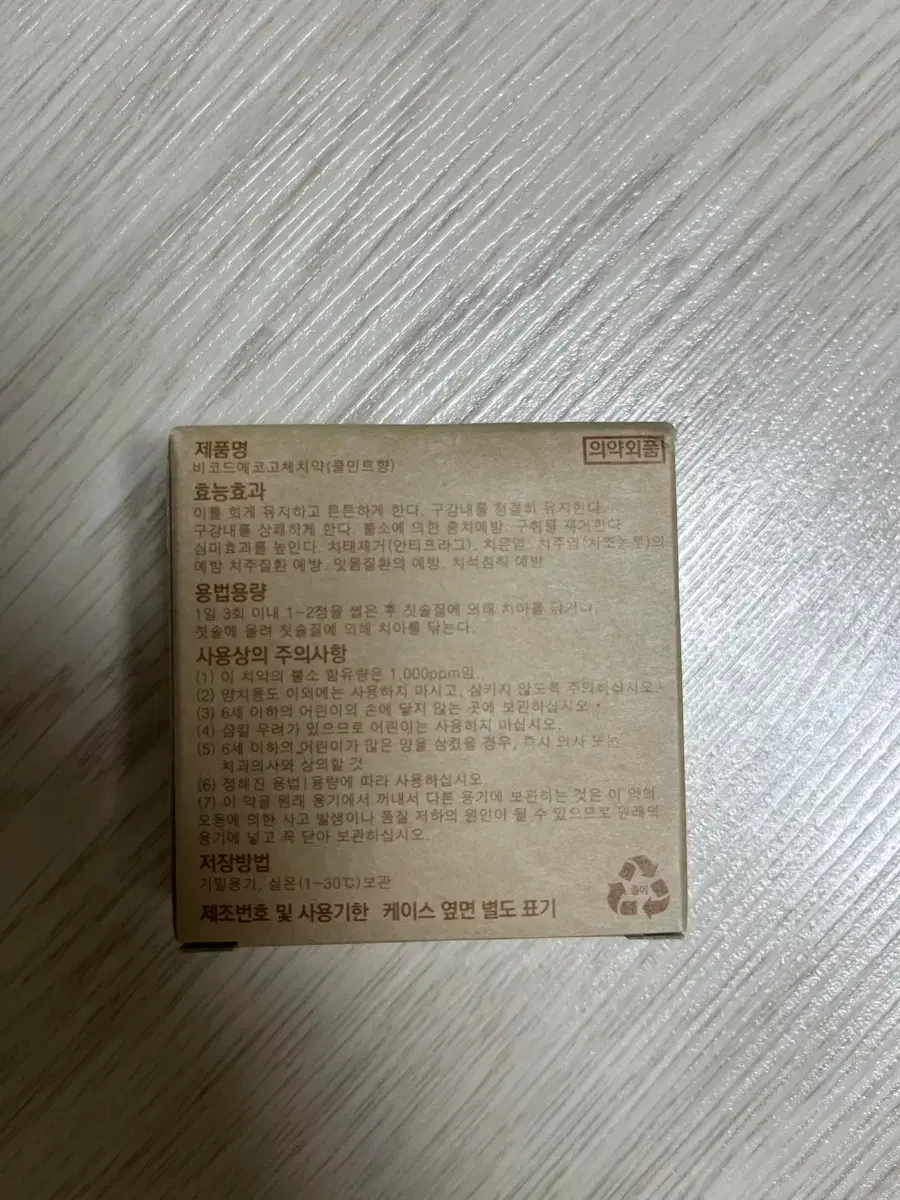 제품명
의약외품
비코드에코고체치약(쿨민트향)
효능효과
이를 희게 유지하고 튼튼하게 한다. 구강내를 청결히 유지한다.
구강내를 상쾌하게 한다. 불소에 의한 충치예방. 구취를 제거한다.
심미효과를 높인다. 치태제거(안티프라그). 치은염, 치주염(치조농루)의
예방 치주질환 예방. 잇몸질환의 예방. 치석침착 예방
용법용량
1일 3회 이내 1~2정을 씹은 후 칫솔질에 의해 치아를 닦거나,
칫솔에 올려 칫솔질에 의해 치아를 닦는다.
사용상의 주의사항
(1) 이 치약의 불소 함유량은 1,000ppm임.
(2) 양치용도 이외에는 사용하지 마시고, 삼키지 않도록 주의하십시오.
(3) 6세 이하의 어린이의 손에 닿지 않는 곳에 보관하십시오.
(4) 삼킬 우려가 있으므로 어린이는 사용하지 마십시오.
(5) 6세 이하의 어린이가 많은 양을 삼켰을 경우, 즉시 의사 또는
치과의사와 상의할 것
(6) 정해진 용법|용량에 따라 사용하십시오.
(7) 이 약을 원래 용기에서 꺼내서 다른 용기에 보관하는 것은 이 약의
오용에 의한 사고 발생이나 품질 저하의 원인이 될 수 있으므로 원래의
용기에 넣고 꼭 닫아 보관하십시오.
저장방법
기밀용기, 실온(1~30℃)보관
종이
제조번호 및 사용기한 케이스 옆면 별도 표기